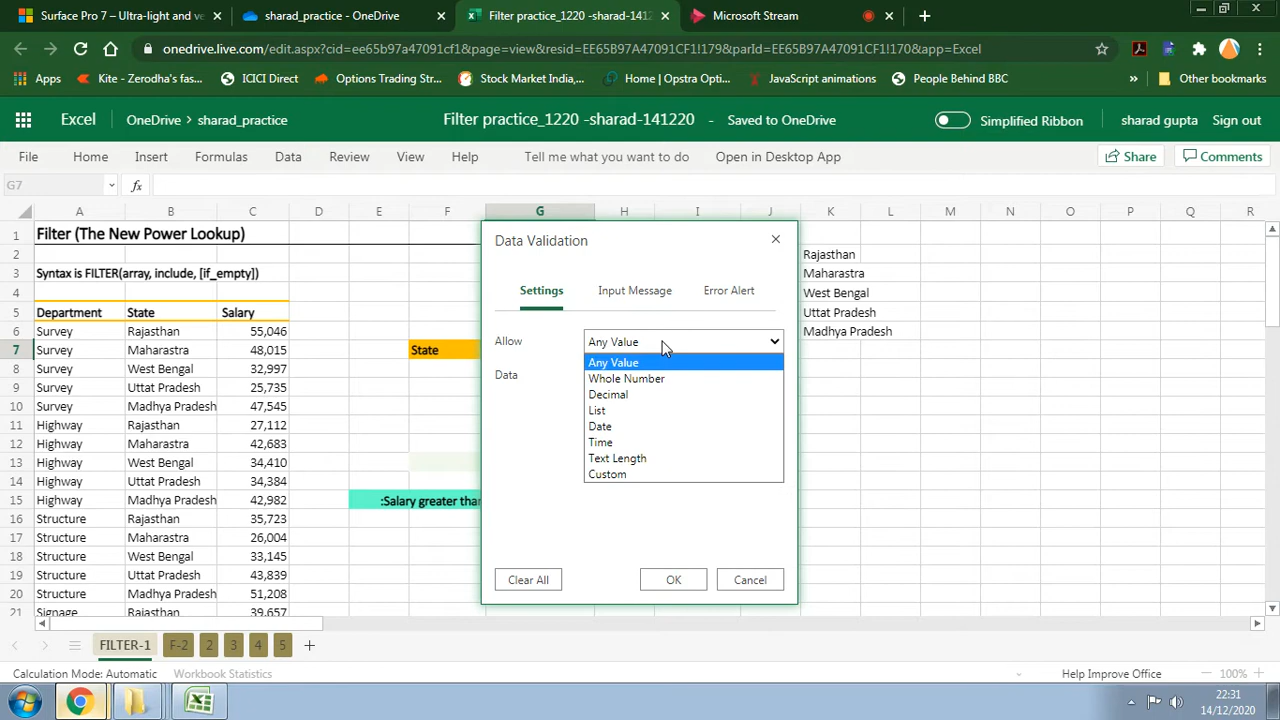 Surface Pro 7 – Ultra-light and ve
sharad_practice - OneDrive
Filter practice_1220 -sharad-1412
Microsoft Stream
onedrive.live.com/edit.aspx?cid=ee65b97a47091cf1&page=view&resid=EE65B97A47091CF1!179&parId=EE65B97A47091CF1!170&app=Excel
Apps
Kite - Zerodha's fas...
ICICI Direct
Options Trading Str...
Stock Market India,...
Home | Opstra Opti...
JavaScript animations
People Behind BBC
»
Other bookmarks
Excel
OneDrive › sharad_practice
Filter practice_1220 -sharad-141220 - Saved to OneDrive
Simplified Ribbon
sharad gupta
Sign out
File Home Insert Formulas Data Review View Help
Tell me what you want to do
Open in Desktop App
Share
Comments
G7
fx
A B C D E F G H I J K L M N O P Q R
1 Filter (The New Power Lookup)
2 Rajasthan
3 Syntax is FILTER(array, include, [if_empty]) Maharastra
4 West Bengal
5 Department State Salary Uttat Pradesh
6 Survey Rajasthan 55,046 Madhya Pradesh
7 Survey Maharastra 48,015 State
8 Survey West Bengal 32,997
9 Survey Uttat Pradesh 25,735
10 Survey Madhya Pradesh 47,545
11 Highway Rajasthan 27,112
12 Highway Maharastra 42,683
13 Highway West Bengal 34,410
14 Highway Uttat Pradesh 34,384
15 Highway Madhya Pradesh 42,982 :Salary greater than
16 Structure Rajasthan 35,723
17 Structure Maharastra 26,004
18 Structure West Bengal 33,145
19 Structure Uttat Pradesh 43,839
20 Structure Madhya Pradesh 51,208
21 Signage Rajasthan 39,657
Data Validation
Settings
Input Message
Error Alert
Allow
Any Value
Data
Any Value
Whole Number
Decimal
List
Date
Time
Text Length
Custom
Clear All
OK
Cancel
FILTER-1 F-2 2 3 4 5
Calculation Mode: Automatic
Workbook Statistics
Help Improve Office
100%
22:31
14/12/2020